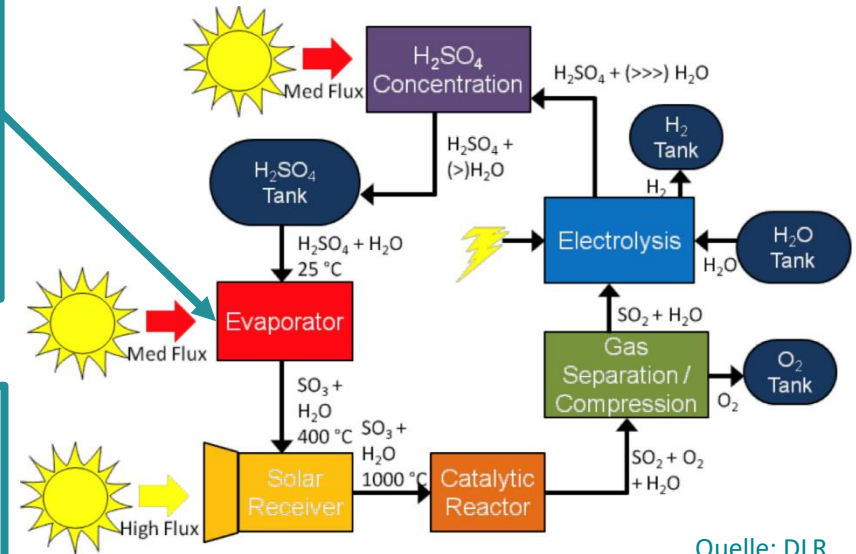 H₂SO₄
Concentration
Med Flux
H₂SO₄ + (>>>) H₂O
H₂
Tank
H₂
H₂SO₄ +
(>)H₂O
H₂SO₄
Tank
H₂SO₄ + H₂O
25 °C
Electrolysis
H₂O
H₂O
Tank
Evaporator
Med Flux
SO₂ + H₂O
Gas
Separation /
Compression
O₂
O₂
Tank
SO₃ +
H₂O
400 °C
SO₃ +
H₂O
1000 °C
Solar
Receiver
High Flux
Catalytic
Reactor
SO₂ + O₂
+ H₂O
Quelle: DLR